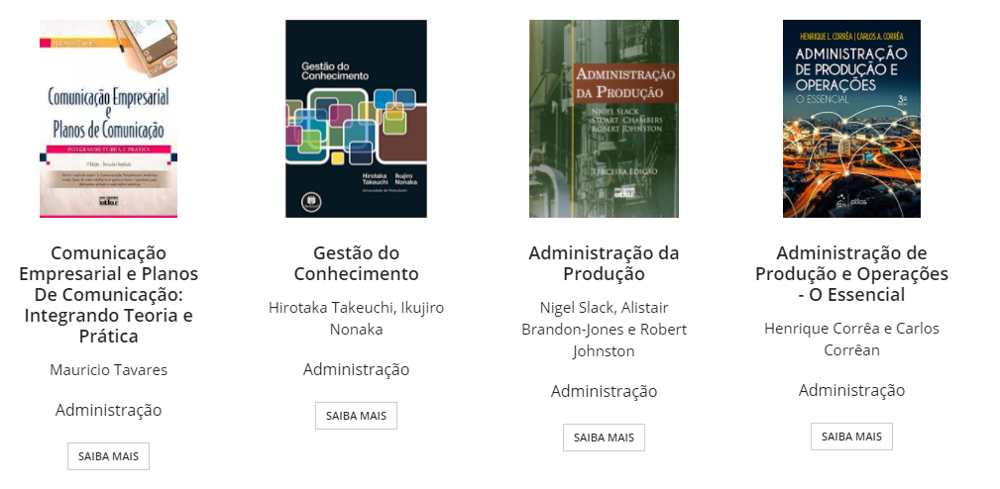 Mauricio Tavares
Comunicação Empresarial
e
Planos de Comunicação
INTEGRANDO TEORIA E PRÁTICA
Comunicação
Empresarial e Planos
De Comunicação:
Integrando Teoria e
Prática
Mauricio Tavares
Administração
SAIBA MAIS
Gestão do
Conhecimento
Hirotaka Ikujiro
Takeuchi Nonaka
Gestão do
Conhecimento
Hirotaka Takeuchi, Ikujiro
Nonaka
Administração
SAIBA MAIS
ADMINISTRAÇÃO
DA PRODUÇÃO
NIGEL SLACK
STUART CHAMBERS
ROBERT JOHNSTON
TERCEIRA EDIÇÃO
Administração da
Produção
Nigel Slack, Alistair
Brandon-Jones e Robert
Johnston
Administração
SAIBA MAIS
HENRIQUE L. CORRÊA | CARLOS A. CORRÊA
ADMINISTRAÇÃO
DE PRODUÇÃO E
OPERAÇÕES
O ESSENCIAL
3ª
atlas
Administração de
Produção e Operações
- O Essencial
Henrique Corrêa e Carlos
Corrêan
Administração
SAIBA MAIS